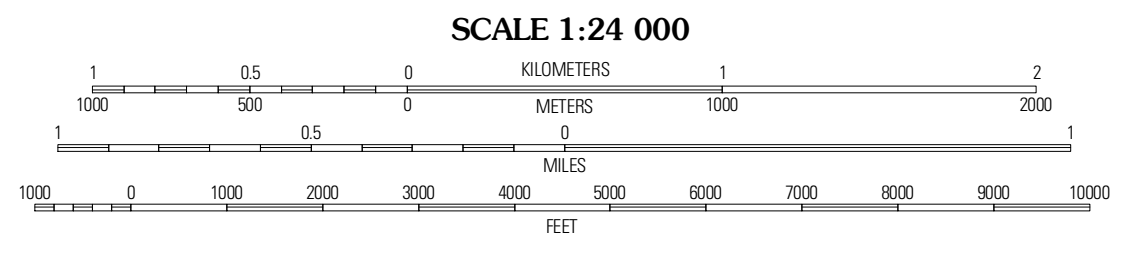 SCALE 1:24 000
1 0.5 0 KILOMETERS 1 2
1000 500 0 METERS 1000 2000
1 0.5 0 1
MILES
1000 0 1000 2000 3000 4000 5000 6000 7000 8000 9000 10000
FEET